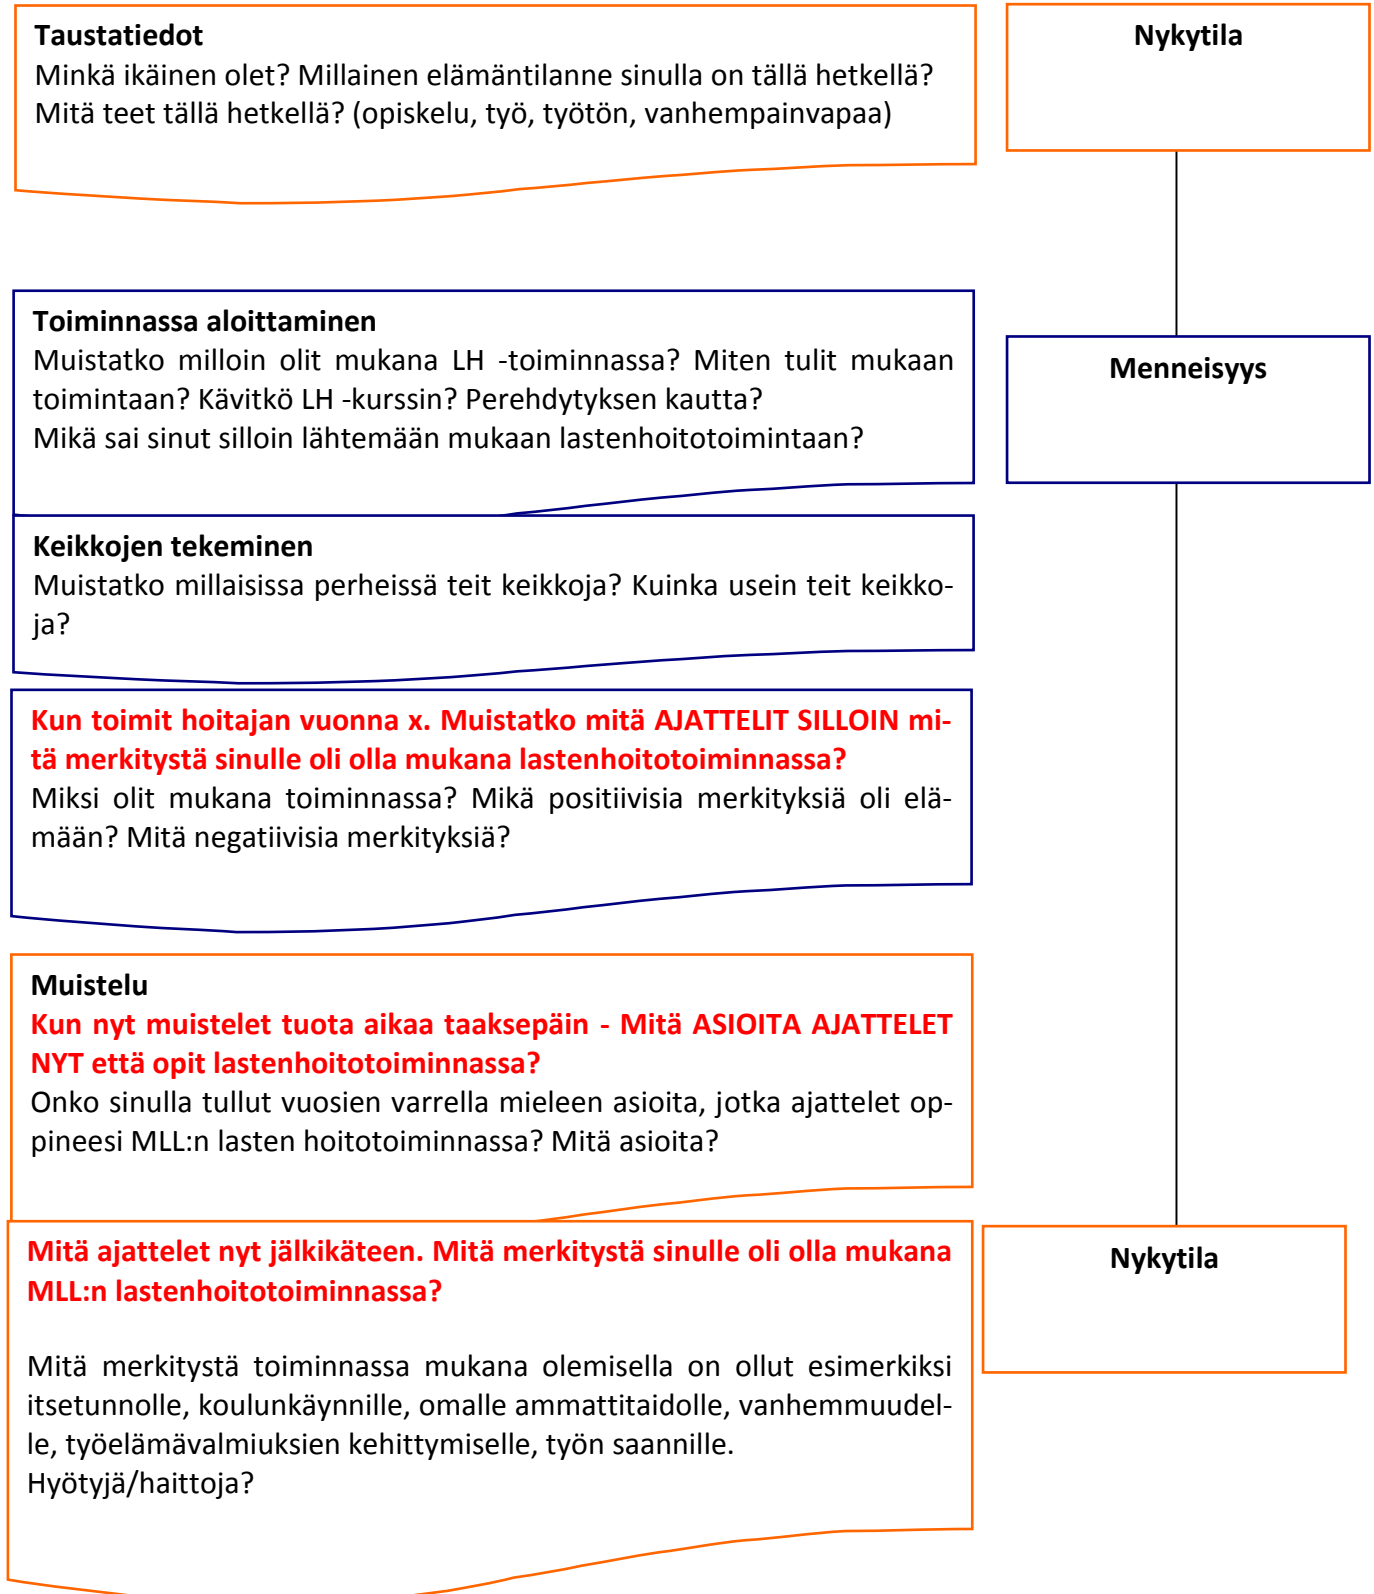 Taustatiedot
Minkä ikäinen olet? Millainen elämäntilanne sinulla on tällä hetkellä?
Mitä teet tällä hetkellä? (opiskelu, työ, työtön, vanhempainvapaa)
Nykytila
Toiminnassa aloittaminen
Muistatko milloin olit mukana LH -toiminnassa? Miten tulit mukaan
toimintaan? Kävitkö LH -kurssin? Perehdytyksen kautta?
Mikä sai sinut silloin lähtemään mukaan lastenhoitotoimintaan?
Menneisyys
Keikkojen tekeminen
Muistatko millaisissa perheissä teit keikkoja? Kuinka usein teit keikko-
ja?
Kun toimit hoitajan vuonna x. Muistatko mitä AJATTELIT SILLOIN mi-
tä merkitystä sinulle oli olla mukana lastenhoitotoiminnassa?
Miksi olit mukana toiminnassa? Mikä positiivisia merkityksiä oli elä-
mään? Mitä negatiivisia merkityksiä?
Muistelu
Kun nyt muistelet tuota aikaa taaksepäin - Mitä ASIOITA AJATTELET
NYT että opit lastenhoitotoiminnassa?
Onko sinulla tullut vuosien varrella mieleen asioita, jotka ajattelet op-
pineesi MLL:n lasten hoitotoiminnassa? Mitä asioita?
Mitä ajattelet nyt jälkikäteen. Mitä merkitystä sinulle oli olla mukana
MLL:n lastenhoitotoiminnassa?
Mitä merkitystä toiminnassa mukana olemisella on ollut esimerkiksi
itsetunnolle, koulunkäynnille, omalle ammattitaidolle, vanhemmuudel-
le, työelämävalmiuksien kehittymiselle, työn saannille.
Hyötyjä/haittoja?
Nykytila